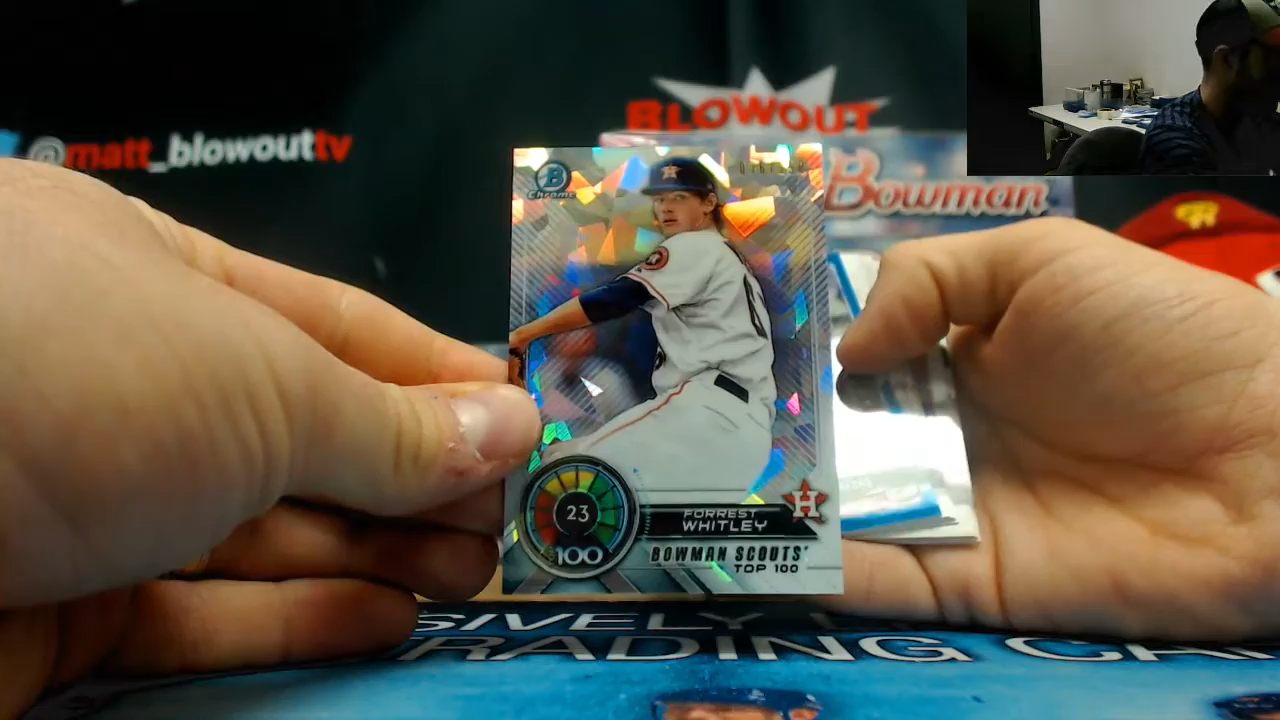 @matt_blowouttv
BLOWOUT
Bowman
B
Chrome
H
23
100
FORREST
WHITLEY
H
BOWMAN SCOUTS'
TOP 100
SIVELY
RADING CA